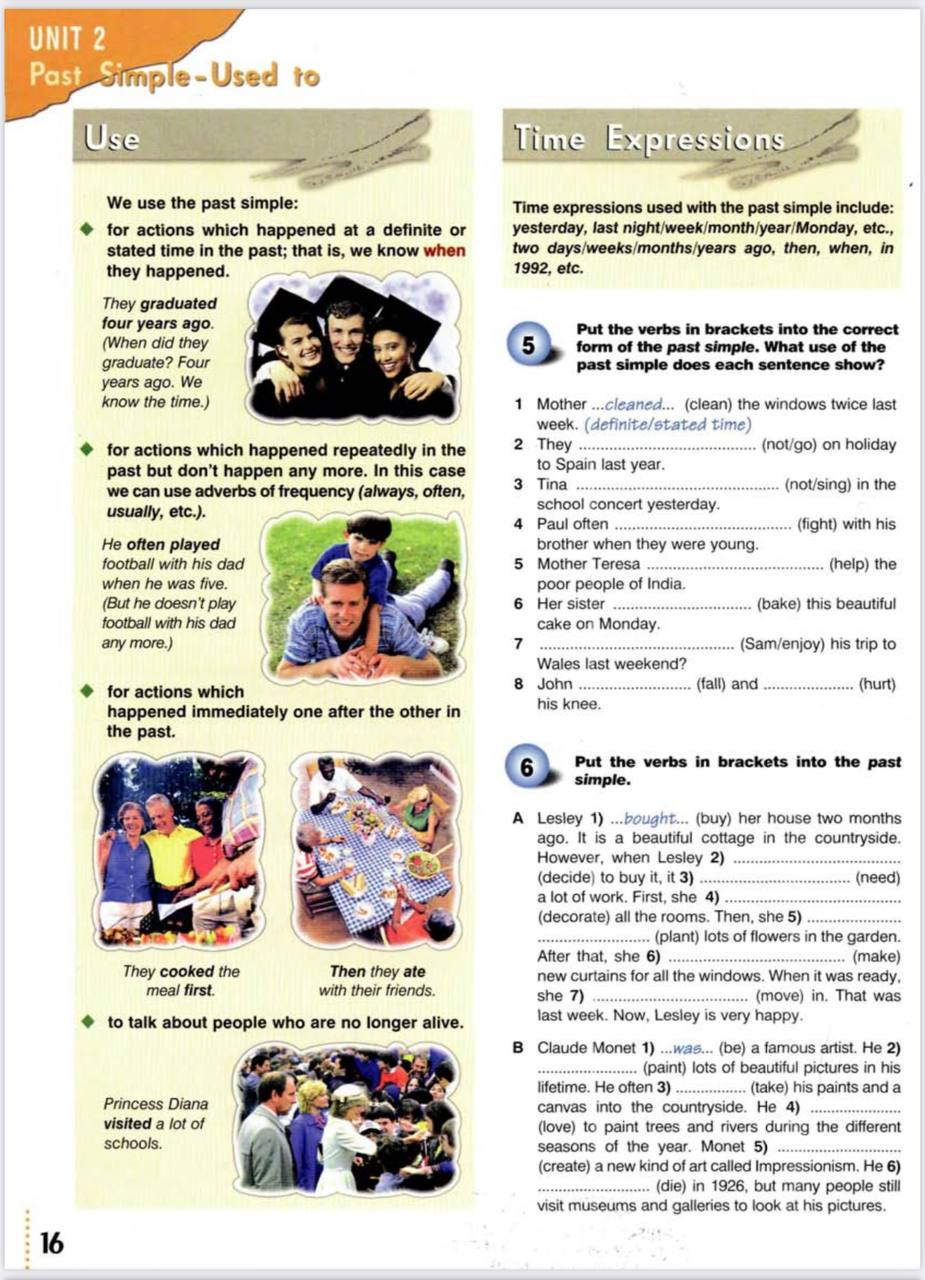 UNIT 2
Past Simple-Used to
Use
We use the past simple:
for actions which happened at a definite or
stated time in the past; that is, we know when
they happened.
They graduated
four years ago.
(When did they
graduate? Four
years ago. We
know the time.)
for actions which happened repeatedly in the
past but don't happen any more. In this case
we can use adverbs of frequency (always, often,
usually, etc.).
He often played
football with his dad
when he was five.
(But he doesn't play
football with his dad
any more.)
for actions which
happened immediately one after the other in
the past.
They cooked the
meal first.
Then they ate
with their friends.
to talk about people who are no longer alive.
Princess Diana
visited a lot of
schools.
16
Time Expressions
Time expressions used with the past simple include:
yesterday, last night/week/month/year/Monday, etc.,
two days/weeks/months/years ago, then, when, in
1992, etc.
5
Put the verbs in brackets into the correct
form of the past simple. What use of the
past simple does each sentence show?
1 Mother ...cleaned... (clean) the windows twice last
week. (definite/stated time)
2 They ........................................ (not/go) on holiday
to Spain last year.
3 Tina ............................................. (not/sing) in the
school concert yesterday.
4 Paul often ........................................ (fight) with his
brother when they were young.
5 Mother Teresa ........................................ (help) the
poor people of India.
6 Her sister ............................... (bake) this beautiful
cake on Monday.
7 ............................................ (Sam/enjoy) his trip to
Wales last weekend?
8 John ......................... (fall) and .................... (hurt)
his knee.
6
Put the verbs in brackets into the past
simple.
A Lesley 1) ...bought... (buy) her house two months
ago. It is a beautiful cottage in the countryside.
However, when Lesley 2) ......................................
(decide) to buy it, it 3) .................................. (need)
a lot of work. First, she 4) ........................................
(decorate) all the rooms. Then, she 5) .....................
......................... (plant) lots of flowers in the garden.
After that, she 6) ........................................ (make)
new curtains for all the windows. When it was ready,
she 7) ................................... (move) in. That was
last week. Now, Lesley is very happy.
B Claude Monet 1) ...was... (be) a famous artist. He 2)
...................... (paint) lots of beautiful pictures in his
lifetime. He often 3) ................ (take) his paints and a
canvas into the countryside. He 4) .....................
(love) to paint trees and rivers during the different
seasons of the year. Monet 5) ............................
(create) a new kind of art called Impressionism. He 6)
......................... (die) in 1926, but many people still
visit museums and galleries to look at his pictures.